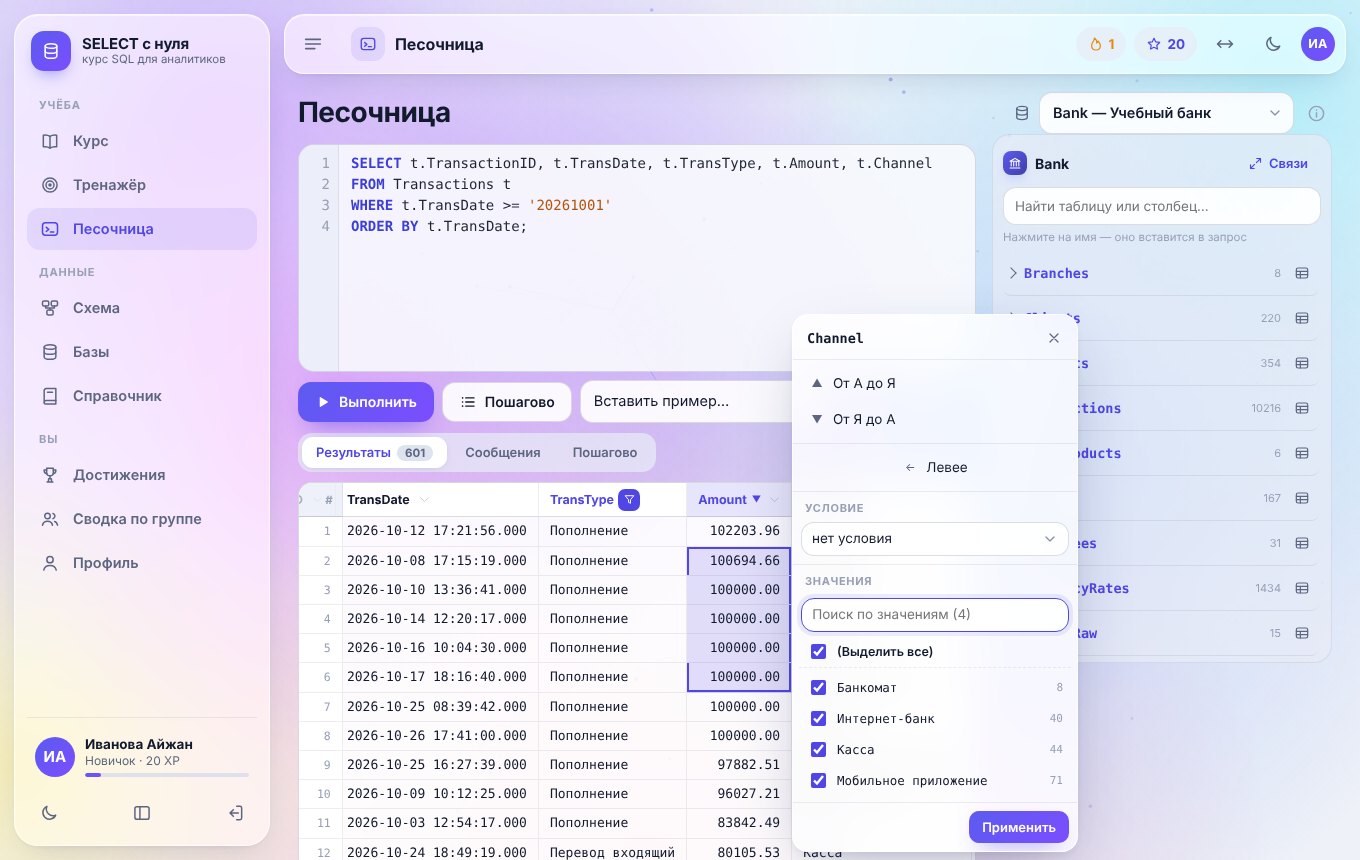 SELECT с нуля
курс SQL для аналитиков
УЧЁБА
Курс
Тренажёр
Песочница
ДАННЫЕ
Схема
Базы
Справочник
ВЫ
Достижения
Сводка по группе
Профиль
ИА
Иванова Айжан
Новичок · 20 XP
Песочница
1
20
ИА
Песочница
Bank — Учебный банк
1 SELECT t.TransactionID, t.TransDate, t.TransType, t.Amount, t.Channel
2 FROM Transactions t
3 WHERE t.TransDate >= '20261001'
4 ORDER BY t.TransDate;
Выполнить
Пошагово
Вставить пример...
Результаты 601
Сообщения
Пошагово
# TransDate TransType Amount ▼
1 2026-10-12 17:21:56.000 Пополнение 102203.96
2 2026-10-08 17:15:19.000 Пополнение 100694.66
3 2026-10-10 13:36:41.000 Пополнение 100000.00
4 2026-10-14 12:20:17.000 Пополнение 100000.00
5 2026-10-16 10:04:30.000 Пополнение 100000.00
6 2026-10-17 18:16:40.000 Пополнение 100000.00
7 2026-10-25 08:39:42.000 Пополнение 100000.00
8 2026-10-26 17:41:00.000 Пополнение 100000.00
9 2026-10-25 16:27:39.000 Пополнение 97882.51
10 2026-10-09 10:12:25.000 Пополнение 96027.21
11 2026-10-03 12:54:17.000 Пополнение 83842.49
12 2026-10-24 18:49:19.000 Перевод входящий 80105.53 Касса
Channel
▲ От А до Я
▼ От Я до А
← Левее
УСЛОВИЕ
нет условия
ЗНАЧЕНИЯ
Поиск по значениям (4)
(Выделить все)
Банкомат 8
Интернет-банк 40
Касса 44
Мобильное приложение 71
Применить
Bank
Связи
Найти таблицу или столбец...
Нажмите на имя — оно вставится в запрос
Branches 8
220
354
ctions 10216
ducts 6
167
ees 31
cyRates 1434
Raw 15